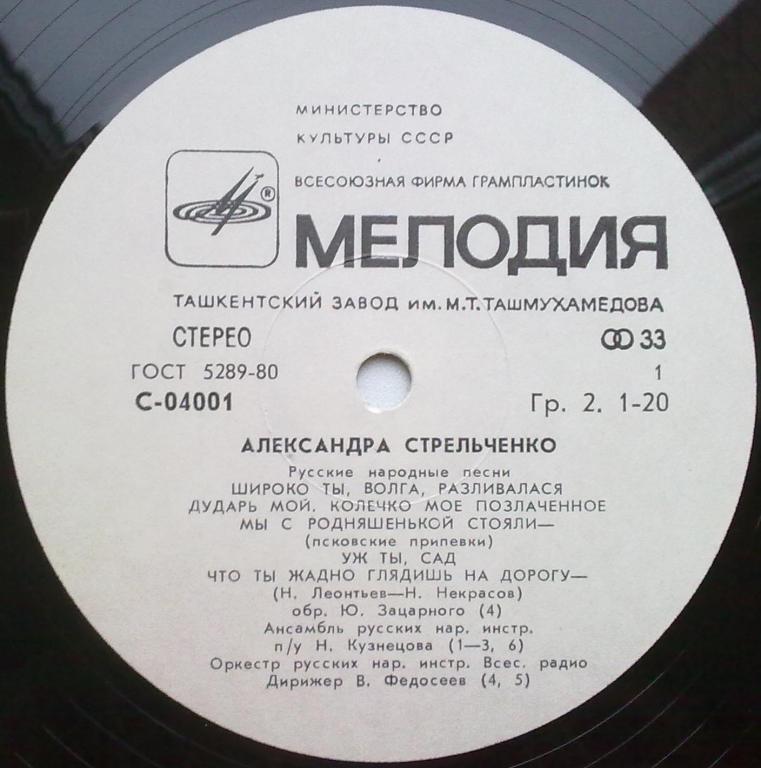 МИНИСТЕРСТВО
КУЛЬТУРЫ СССР
ВСЕСОЮЗНАЯ ФИРМА ГРАМПЛАСТИНОК
®
МЕЛОДИЯ
ТАШКЕНТСКИЙ ЗАВОД ИМ. М.Т. ТАШМУХАМЕДОВА
СТЕРЕО 33
ГОСТ 5289-80 1
С-04001 Гр. 2. 1-20
АЛЕКСАНДРА СТРЕЛЬЧЕНКО
Русские народные песни
ШИРОКО ТЫ, ВОЛГА, РАЗЛИВАЛАСЯ
ДУДАРЬ МОЙ. КОЛЕЧКО МОЕ ПОЗЛАЧЕННОЕ
МЫ С РОДНЯШЕНЬКОЙ СТОЯЛИ—
(псковские припевки)
УЖ ТЫ, САД
ЧТО ТЫ ЖАДНО ГЛЯДИШЬ НА ДОРОГУ—
(Н. Леонтьев—Н. Некрасов)
обр. Ю. Зацарного (4)
Ансамбль русских нар. инстр.
п/у Н. Кузнецова (1—3, 6)
Оркестр русских нар. инстр. Всес. радио
Дирижер В. Федосеев (4, 5)